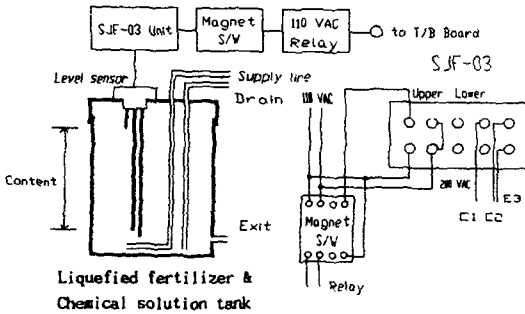 SJF-03 Unit
Magnet
S/W
110 VAC
Relay
to T/B Board
SJF-03
Level sensor
Supply line
Drain
110 VAC
Upper Lower
Content
Exit
Magnet
S/W
200 VAC
E1 E2 E3
Relay
Liquefied fertilizer &
Chemical solution tank